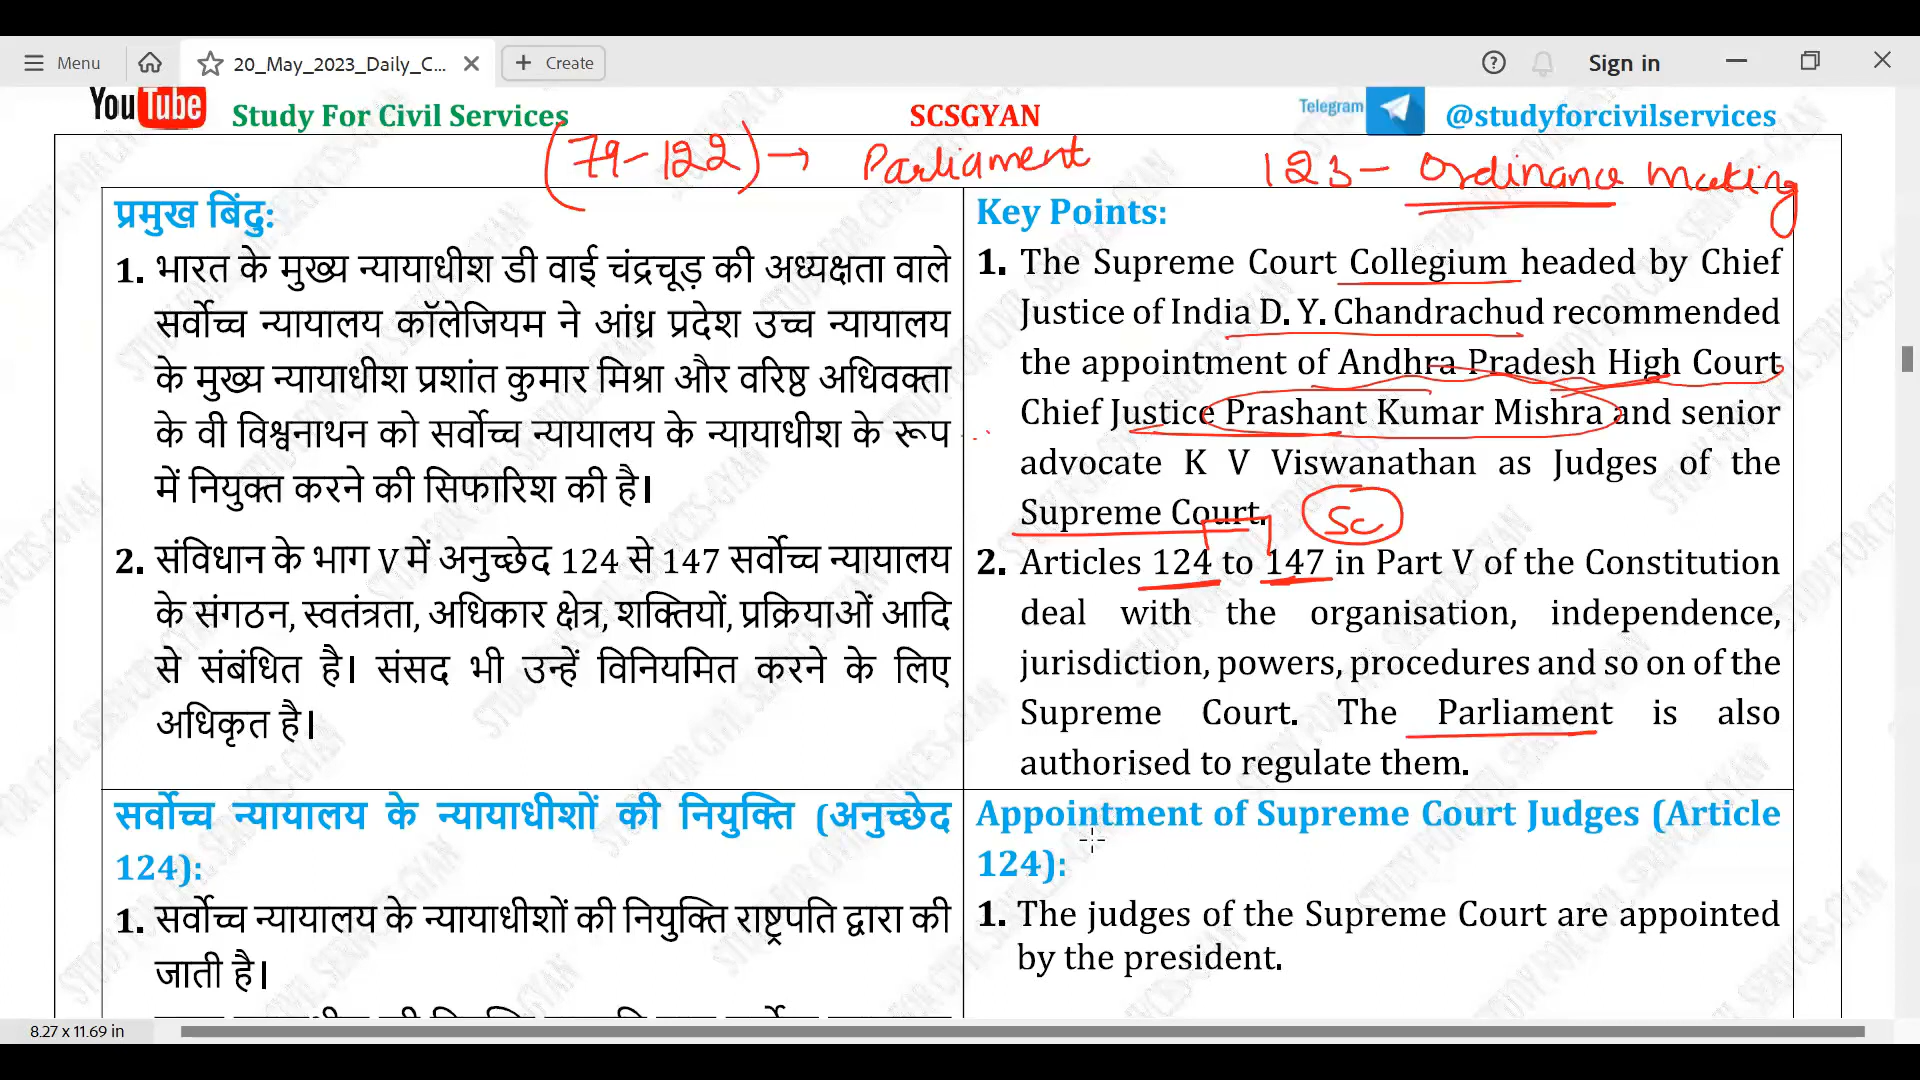 Menu
20_May_2023_Daily_C...
Create
Sign in
YouTube
Study For Civil Services
SCSGYAN
Telegram
@studyforcivilservices
(79-122) → Parliament
123 - Ordinance making
प्रमुख बिंदु:
1. भारत के मुख्य न्यायाधीश डी वाई चंद्रचूड़ की अध्यक्षता वाले
सर्वोच्च न्यायालय कॉलेजियम ने आंध्र प्रदेश उच्च न्यायालय
के मुख्य न्यायाधीश प्रशांत कुमार मिश्रा और वरिष्ठ अधिवक्ता
के वी विश्वनाथन को सर्वोच्च न्यायालय के न्यायाधीश के रूप
में नियुक्त करने की सिफारिश की है।
2. संविधान के भाग V में अनुच्छेद 124 से 147 सर्वोच्च न्यायालय
के संगठन, स्वतंत्रता, अधिकार क्षेत्र, शक्तियों, प्रक्रियाओं आदि
से संबंधित है। संसद भी उन्हें विनियमित करने के लिए
अधिकृत है।
Key Points:
1. The Supreme Court Collegium headed by Chief
Justice of India D. Y. Chandrachud recommended
the appointment of Andhra Pradesh High Court
Chief Justice Prashant Kumar Mishra and senior
advocate K V Viswanathan as Judges of the
Supreme Court.
SC
2. Articles 124 to 147 in Part V of the Constitution
deal with the organisation, independence,
jurisdiction, powers, procedures and so on of the
Supreme Court. The Parliament is also
authorised to regulate them.
सर्वोच्च न्यायालय के न्यायाधीशों की नियुक्ति (अनुच्छेद
124):
1. सर्वोच्च न्यायालय के न्यायाधीशों की नियुक्ति राष्ट्रपति द्वारा की
जाती है।
Appointment of Supreme Court Judges (Article
124):
1. The judges of the Supreme Court are appointed
by the president.
8.27 x 11.69 in